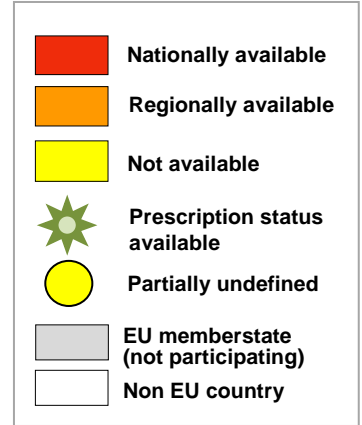 Nationally available
Regionally available
Not available
Prescription status
available
Partially undefined
EU memberstate
(not participating)
Non EU country